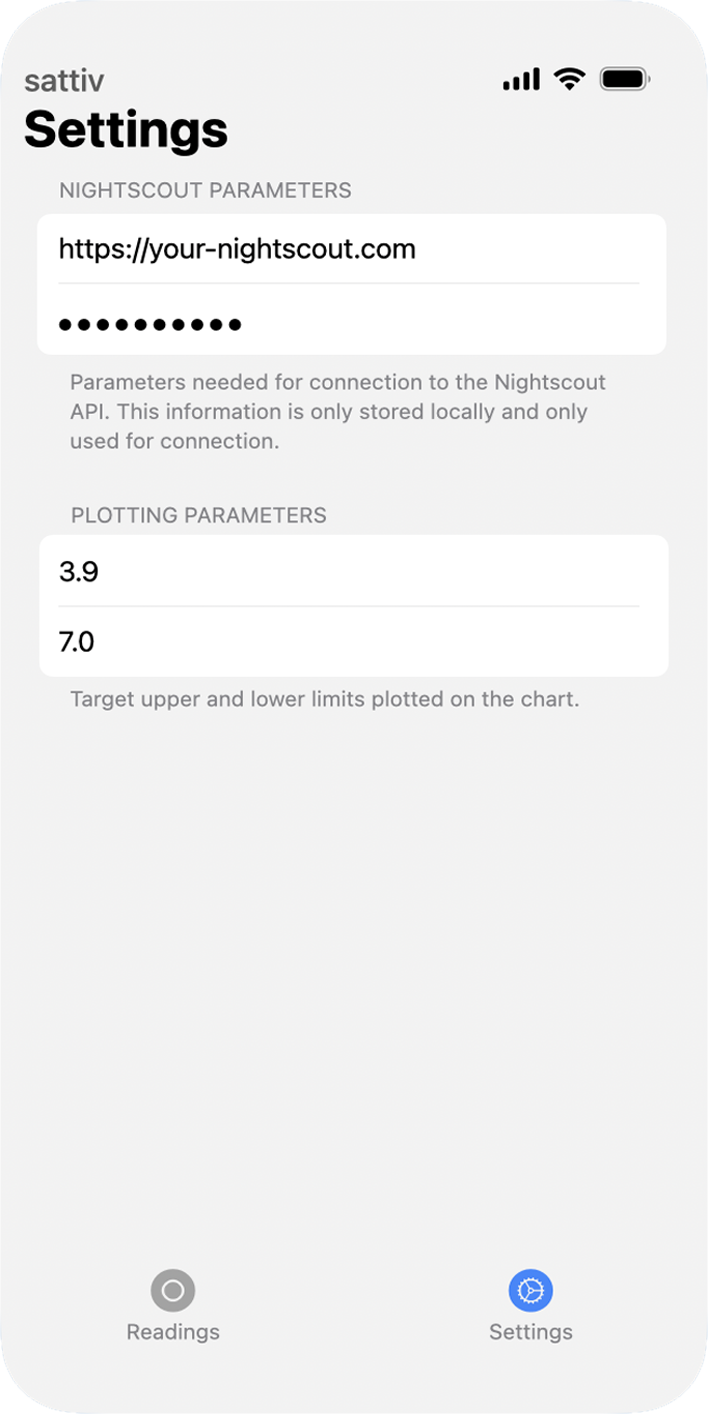 sattiv
Settings
NIGHTSCOUT PARAMETERS
https://your-nightscout.com
••••••••••
Parameters needed for connection to the Nightscout
API. This information is only stored locally and only
used for connection.
PLOTTING PARAMETERS
3.9
7.0
Target upper and lower limits plotted on the chart.
Readings
Settings